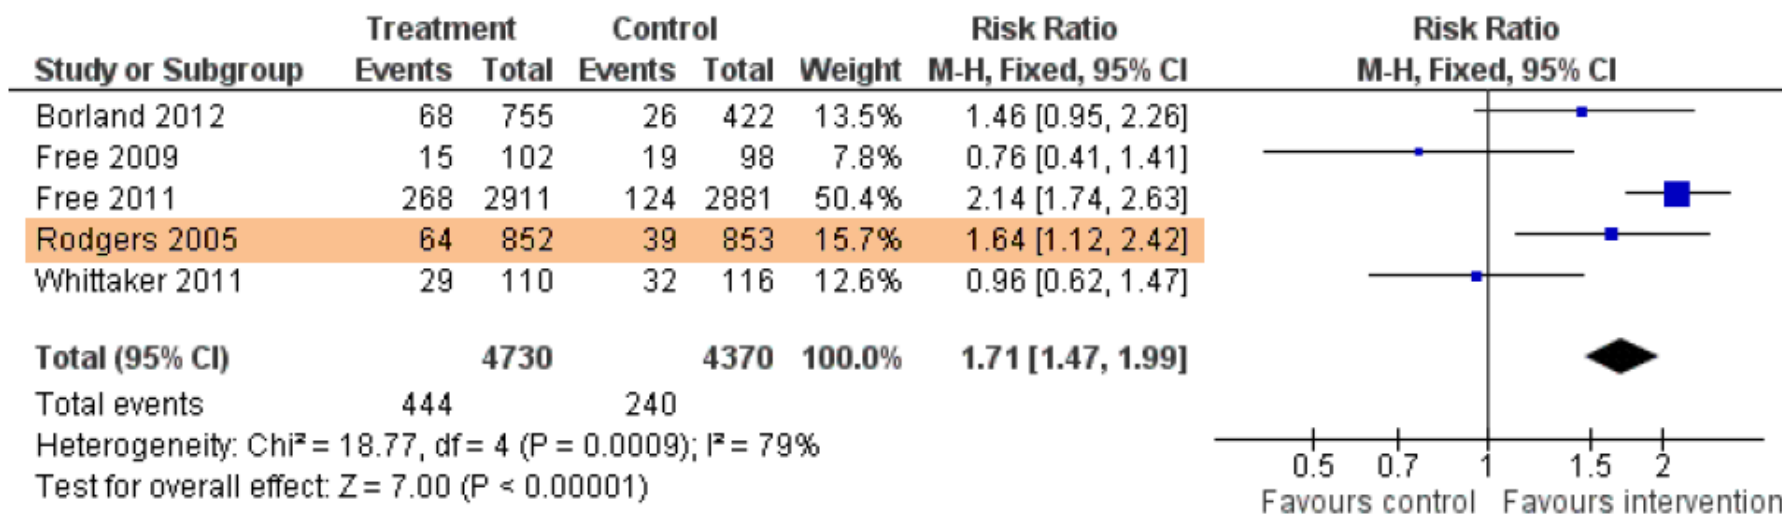 Treatment Control Risk Ratio Risk Ratio
Study or Subgroup Events Total Events Total Weight M-H, Fixed, 95% CI M-H, Fixed, 95% CI
Borland 2012 68 755 26 422 13.5% 1.46 [0.95, 2.26]
Free 2009 15 102 19 98 7.8% 0.76 [0.41, 1.41]
Free 2011 268 2911 124 2881 50.4% 2.14 [1.74, 2.63]
Rodgers 2005 64 852 39 853 15.7% 1.64 [1.12, 2.42]
Whittaker 2011 29 110 32 116 12.6% 0.96 [0.62, 1.47]
Total (95% CI) 4730 4370 100.0% 1.71 [1.47, 1.99]
Total events 444 240
Heterogeneity: Chi² = 18.77, df = 4 (P = 0.0009); I² = 79%
Test for overall effect: Z = 7.00 (P < 0.00001)
0.5 0.7 1 1.5 2
Favours control Favours intervention